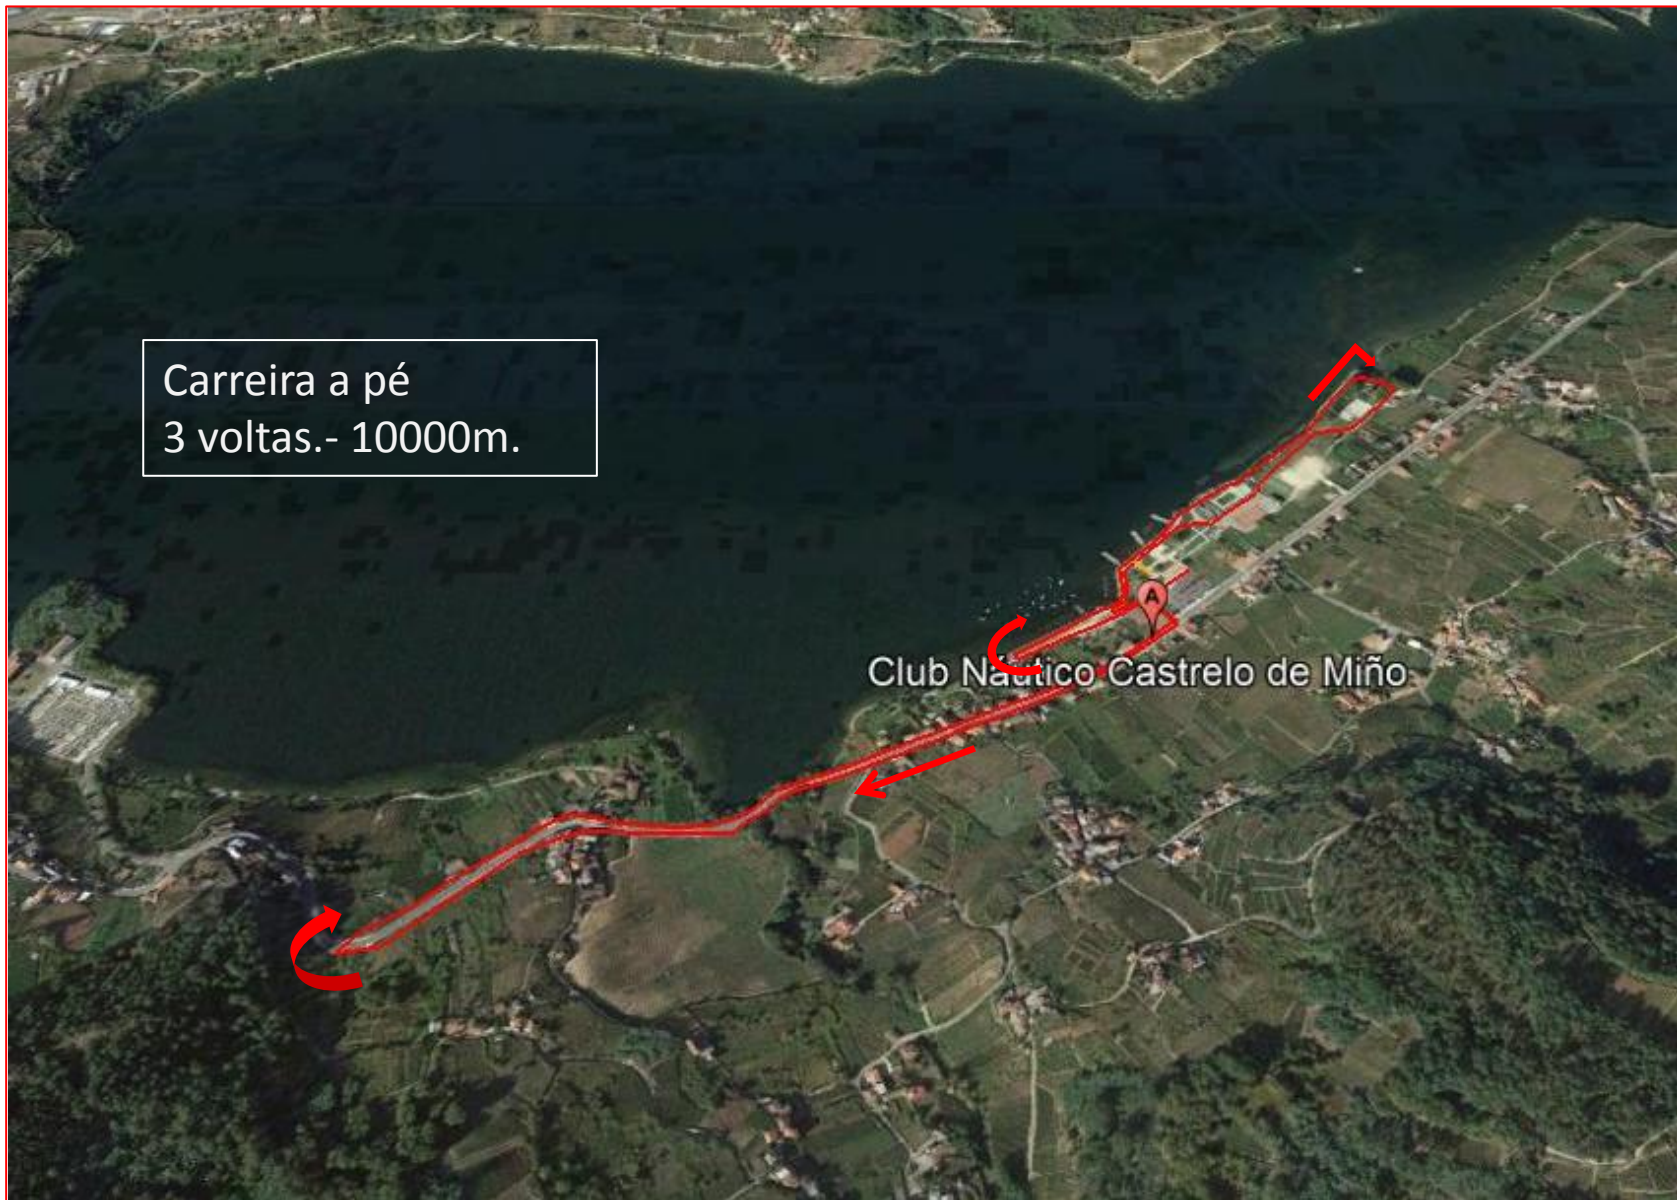 Carreira a pé
3 voltas.- 10000m.
A
Club Náutico Castrelo de Miño